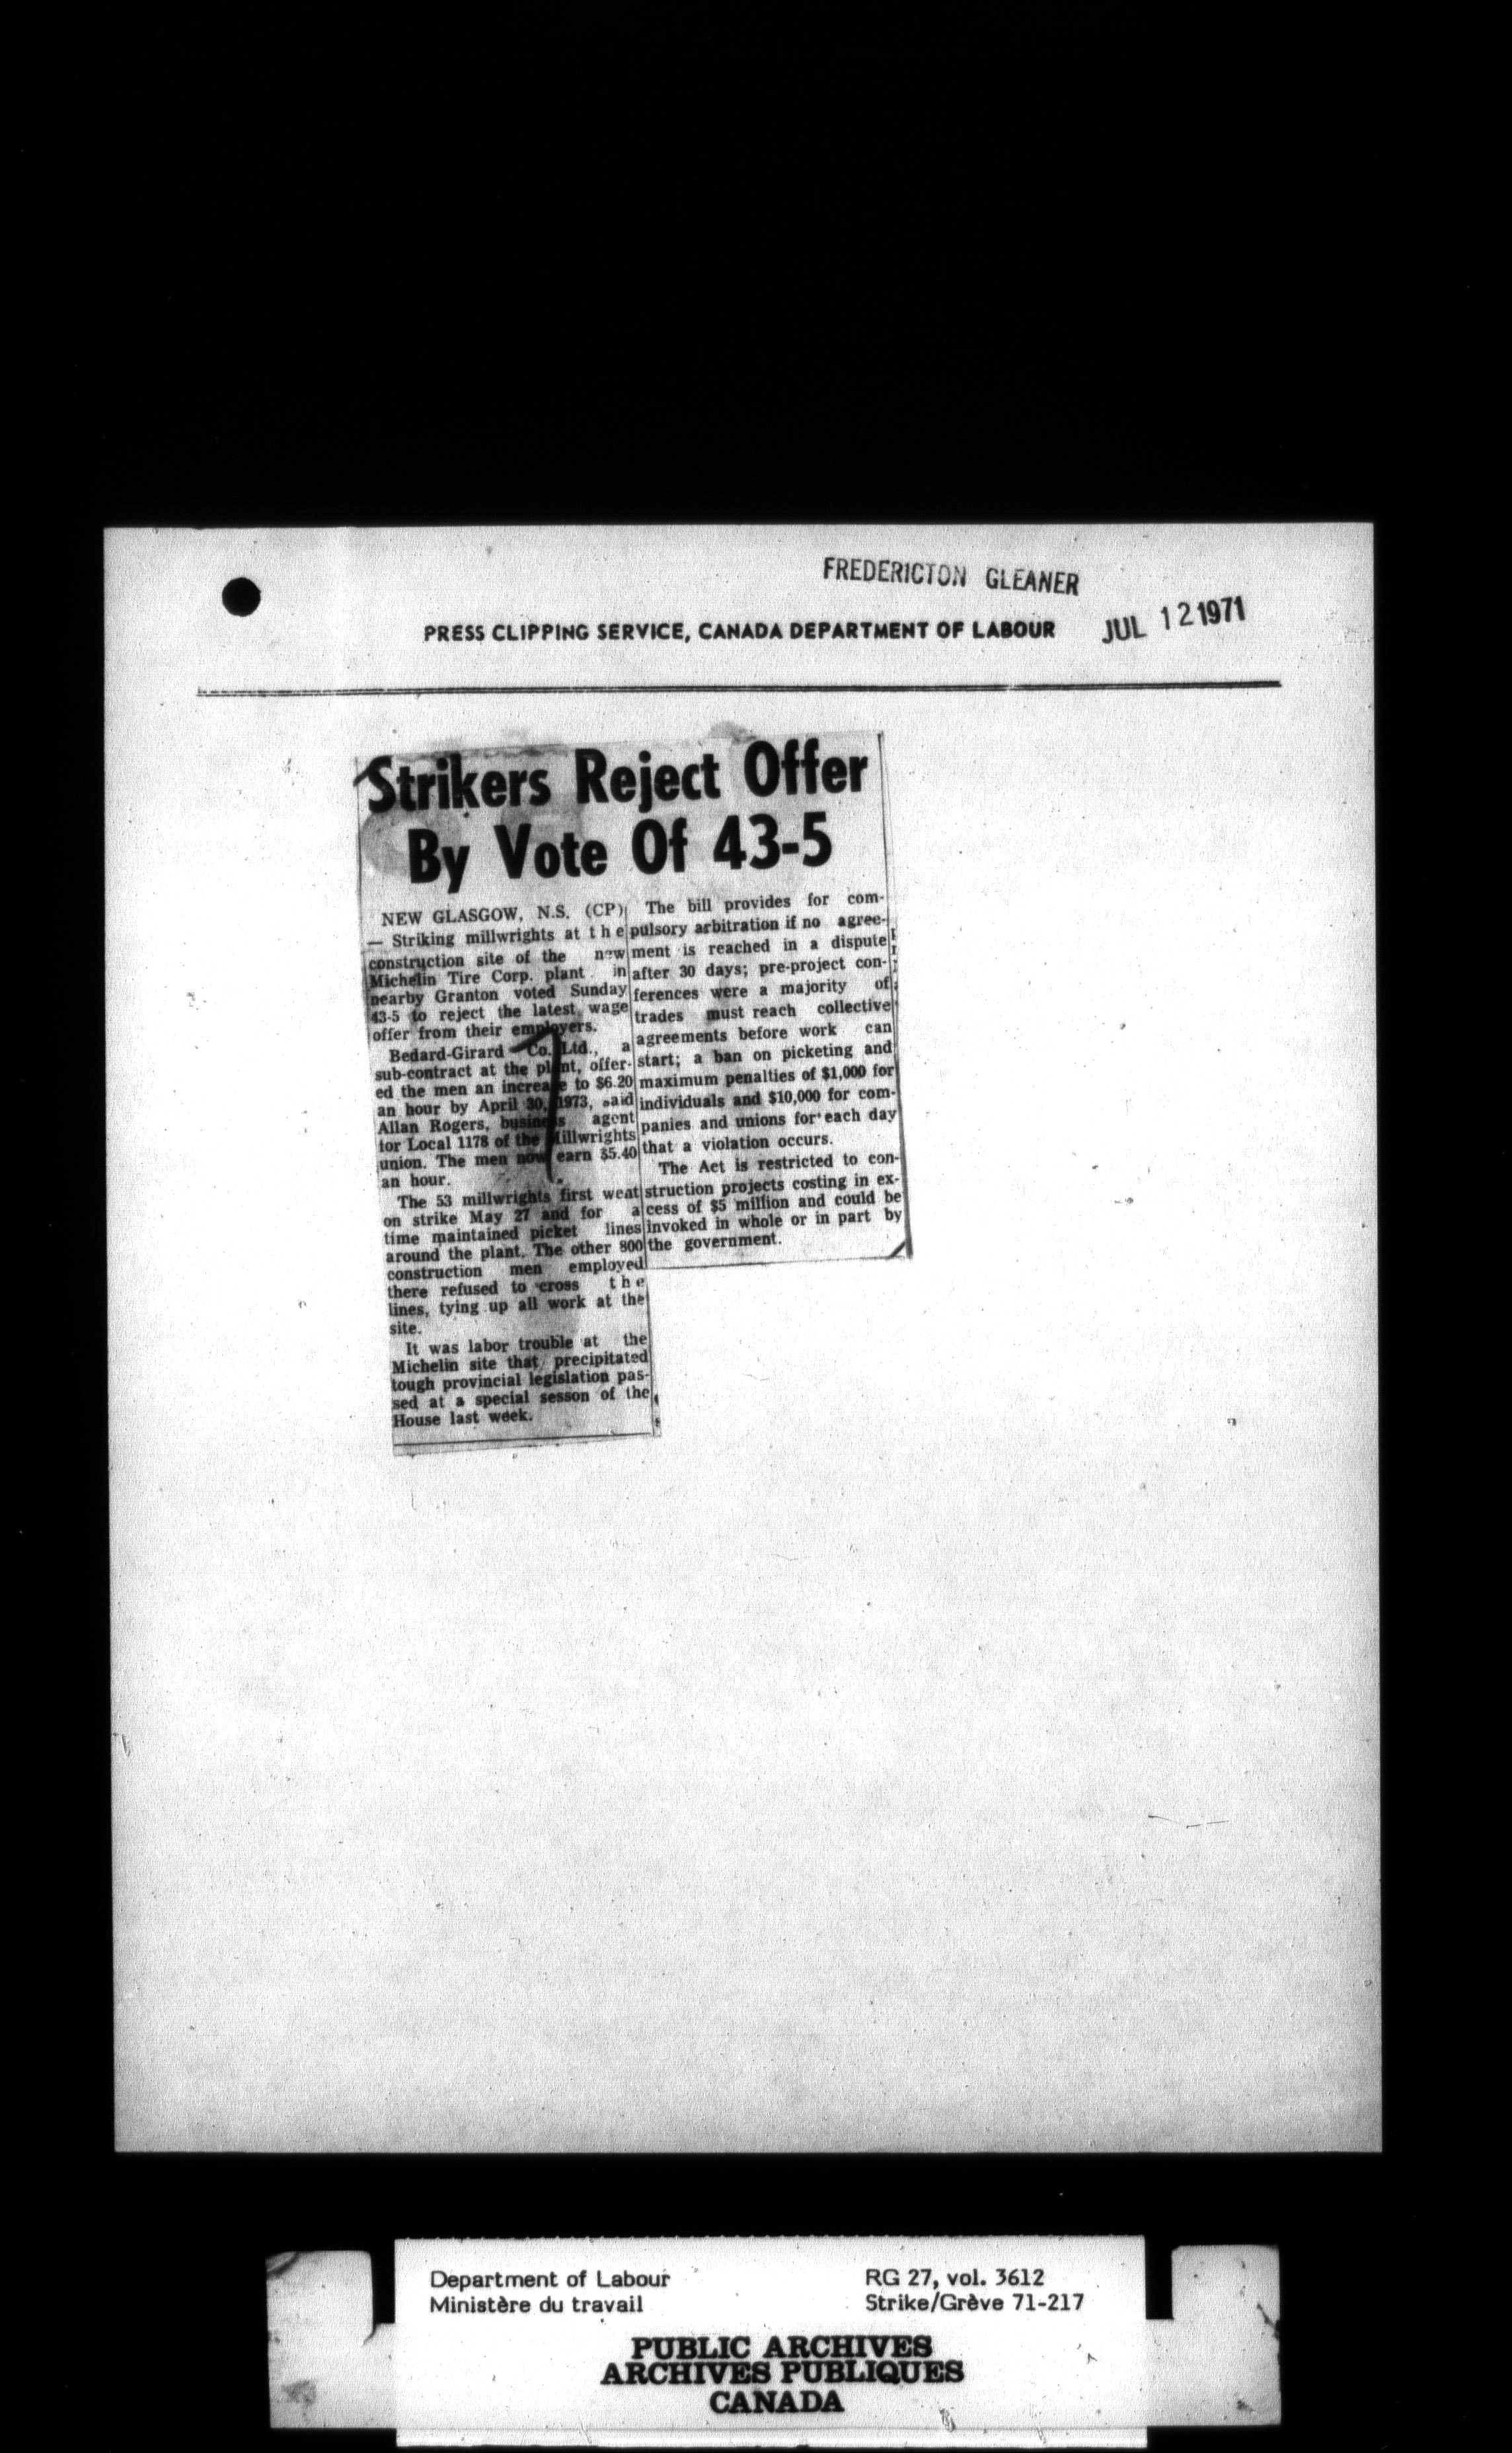 FREDERICTON GLEANER
PRESS CLIPPING SERVICE, CANADA DEPARTMENT OF LABOUR
JUL 12 1971
Strikers Reject Offer
By Vote Of 43-5
NEW GLASGOW, N.S. (CP)
— Striking millwrights at the
construction site of the new
Michelin Tire Corp. plant in
nearby Granton voted Sunday
43-5 to reject the latest wage
offer from their employers.
Bedard-Girard Co. Ltd., a
sub-contract at the plant, offer-
ed the men an increase to $6.20
an hour by April 30, 1973, said
Allan Rogers, business agent
for Local 1178 of the Millwrights
union. The men now earn $5.40
an hour.
The 53 millwrights first went
on strike May 27 and for a
time maintained picket lines
around the plant. The other 800
construction men employed
there refused to cross the
lines, tying up all work at the
site.
It was labor trouble at the
Michelin site that precipitated
tough provincial legislation pas-
sed at a special sesson of the
House last week.
The bill provides for com-
pulsory arbitration if no agree-
ment is reached in a dispute
after 30 days; pre-project con-
ferences were a majority of
trades must reach collective
agreements before work can
start; a ban on picketing and
maximum penalties of $1,000 for
individuals and $10,000 for com-
panies and unions for each day
that a violation occurs.
The Act is restricted to con-
struction projects costing in ex-
cess of $5 million and could be
invoked in whole or in part by
the government.
Department of Labour
Ministère du travail
RG 27, vol. 3612
Strike/Grève 71-217
PUBLIC ARCHIVES
ARCHIVES PUBLIQUES
CANADA